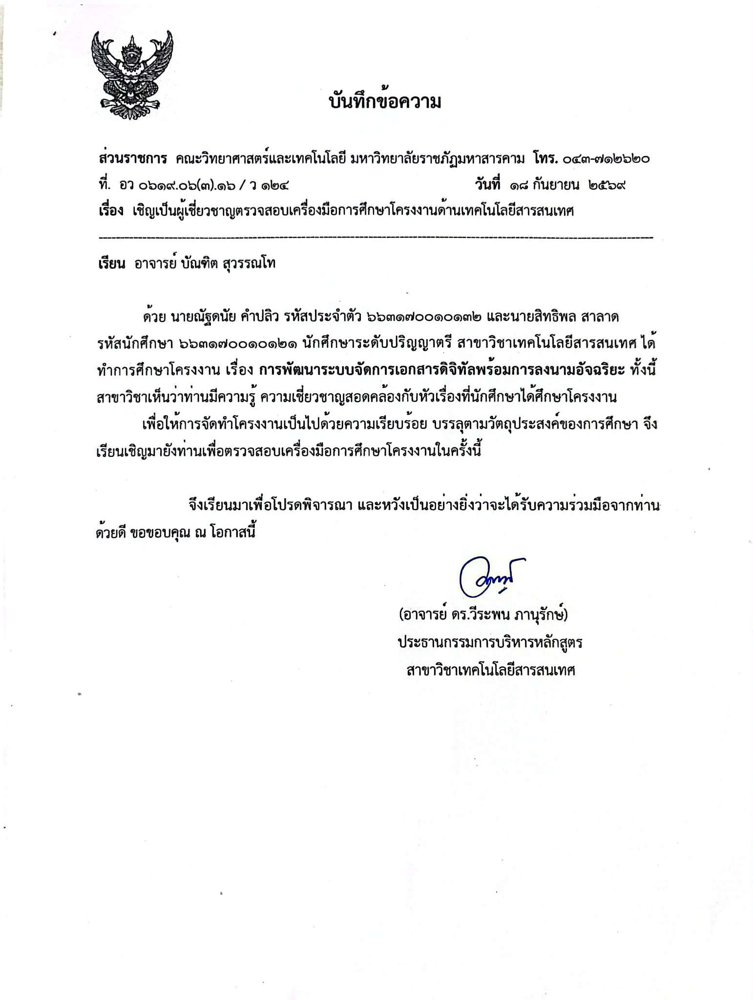 บันทึกข้อความ
ส่วนราชการ คณะวิทยาศาสตร์และเทคโนโลยี มหาวิทยาลัยราชภัฏมหาสารคาม โทร. ๐๔๓-๗๑๒๖๒๐
ที่. อว ๐๖๑๙.๐๖(๓).๑๖ / ว ๑๒๔ วันที่ ๑๘ กันยายน ๒๕๖๙
เรื่อง เชิญเป็นผู้เชี่ยวชาญตรวจสอบเครื่องมือการศึกษาโครงงานด้านเทคโนโลยีสารสนเทศ
เรียน อาจารย์ บัณฑิต สุวรรณโท
ด้วย นายณัฐดนัย คำปลิว รหัสประจำตัว ๖๖๓๑๗๐๐๑๐๑๓๒ และนายสิทธิพล สาลาด
รหัสนักศึกษา ๖๖๓๑๗๐๐๑๐๑๒๑ นักศึกษาระดับปริญญาตรี สาขาวิชาเทคโนโลยีสารสนเทศ ได้
ทำการศึกษาโครงงาน เรื่อง การพัฒนาระบบจัดการเอกสารดิจิทัลพร้อมการลงนามอัจฉริยะ ทั้งนี้
สาขาวิชาเห็นว่าท่านมีความรู้ ความเชี่ยวชาญสอดคล้องกับหัวเรื่องที่นักศึกษาได้ศึกษาโครงงาน
เพื่อให้การจัดทำโครงงานเป็นไปด้วยความเรียบร้อย บรรลุตามวัตถุประสงค์ของการศึกษา จึง
เรียนเชิญมายังท่านเพื่อตรวจสอบเครื่องมือการศึกษาโครงงานในครั้งนี้
จึงเรียนมาเพื่อโปรดพิจารณา และหวังเป็นอย่างยิ่งว่าจะได้รับความร่วมมือจากท่าน
ด้วยดี ขอขอบคุณ ณ โอกาสนี้
(อาจารย์ ดร.วีระพน ภานุรักษ์)
ประธานกรรมการบริหารหลักสูตร
สาขาวิชาเทคโนโลยีสารสนเทศ